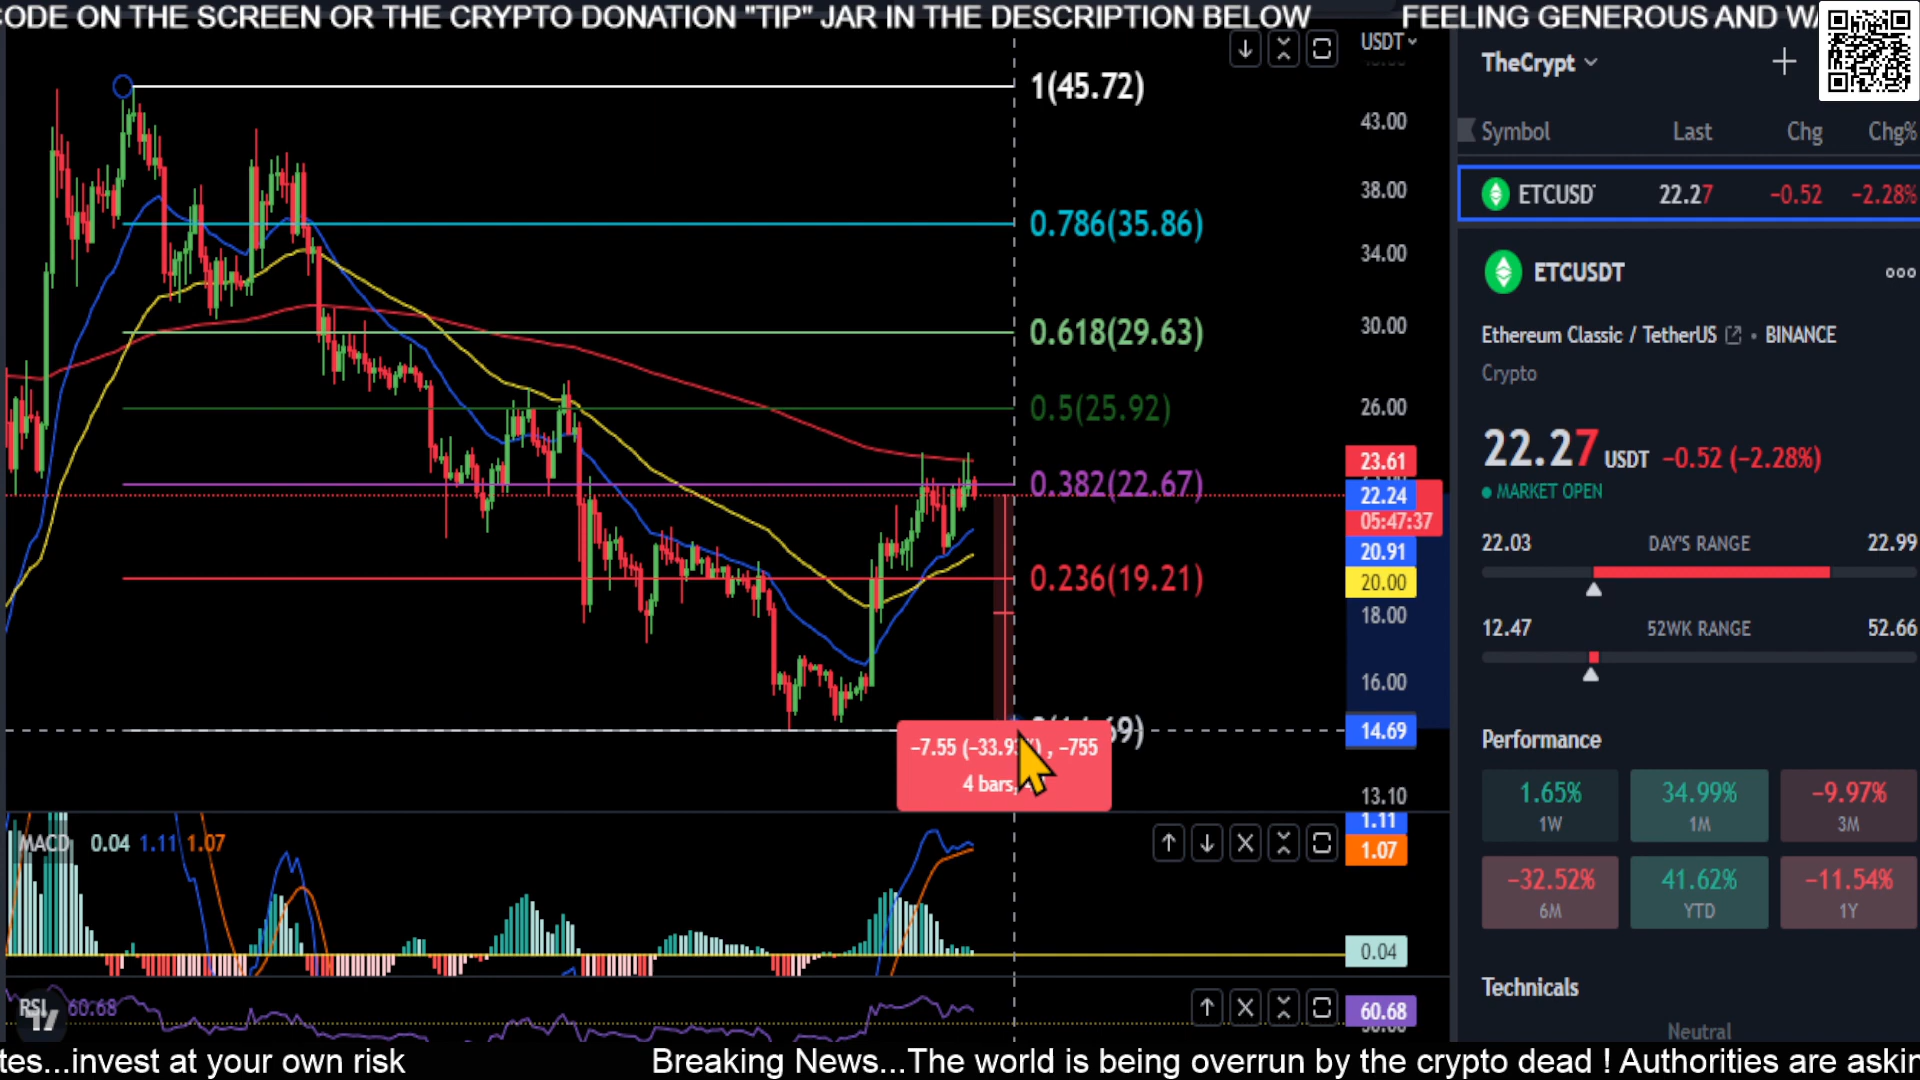 CODE ON THE SCREEN OR THE CRYPTO DONATION "TIP" JAR IN THE DESCRIPTION BELOW FEELING GENEROUS AND
USDT
1(45.72)
0.786(35.86)
0.618(29.63)
0.5(25.92)
0.382(22.67)
0.236(19.21)
43.00
38.00
34.00
30.00
26.00
23.61
22.24
05:47:37
20.91
20.00
18.00
16.00
14.69
13.10
-7.55 , -755
4 bars,
MACD 0.04 1.11 1.07
1.11
1.07
0.04
RSI 60.68
60.68
TheCrypt
Symbol Last Chg Chg%
ETCUSD 22.27 -0.52 -2.28%
ETCUSDT
Ethereum Classic / TetherUS • BINANCE
Crypto
22.27 USDT -0.52 (-2.28%)
MARKET OPEN
22.03 DAY'S RANGE 22.99
12.47 52WK RANGE 52.66
Performance
1.65% 34.99% -9.97%
1W 1M 3M
-32.52% 41.62% -11.54%
6M YTD 1Y
Technicals
Neutral
tes...invest at your own risk Breaking News...The world is being overrun by the crypto dead ! Authorities are askin